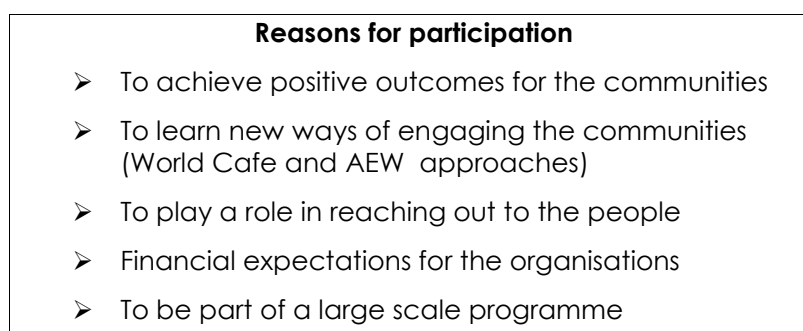 Reasons for participation
➢ To achieve positive outcomes for the communities
➢ To learn new ways of engaging the communities
(World Cafe and AEW  approaches)
➢ To play a role in reaching out to the people
➢ Financial expectations for the organisations
➢ To be part of a large scale programme